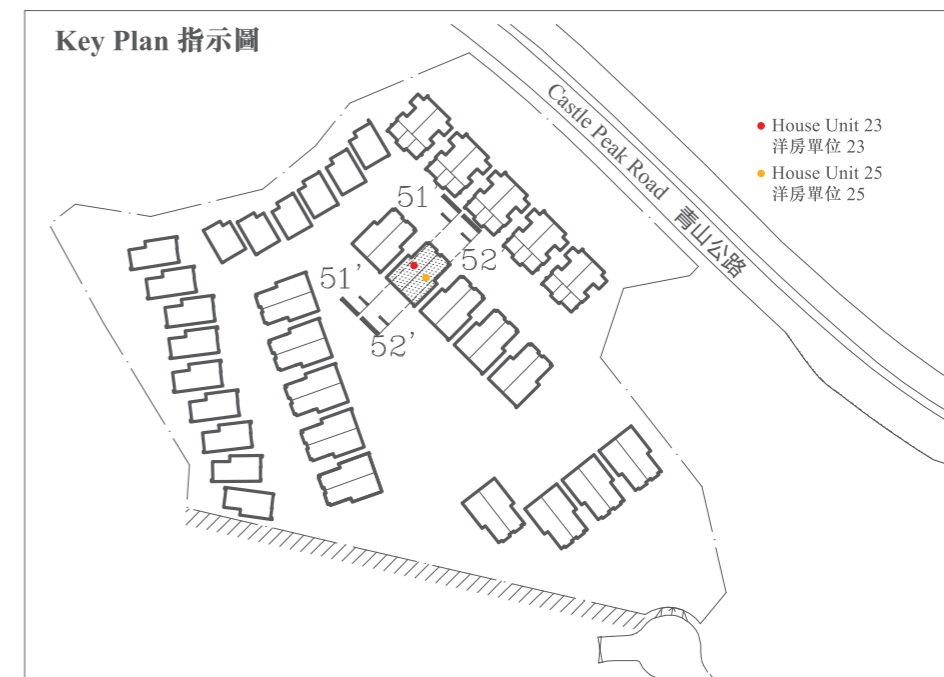 Key Plan 指示圖
Castle Peak Road 青山公路
● House Unit 23
洋房單位 23
● House Unit 25
洋房單位 25
51'
52'
51'
52'